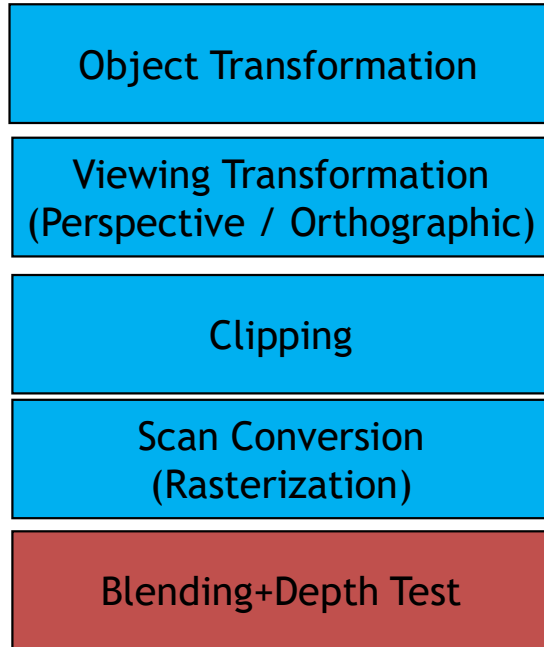 Object Transformation
Viewing Transformation
(Perspective / Orthographic)
Clipping
Scan Conversion
(Rasterization)
Blending+Depth Test